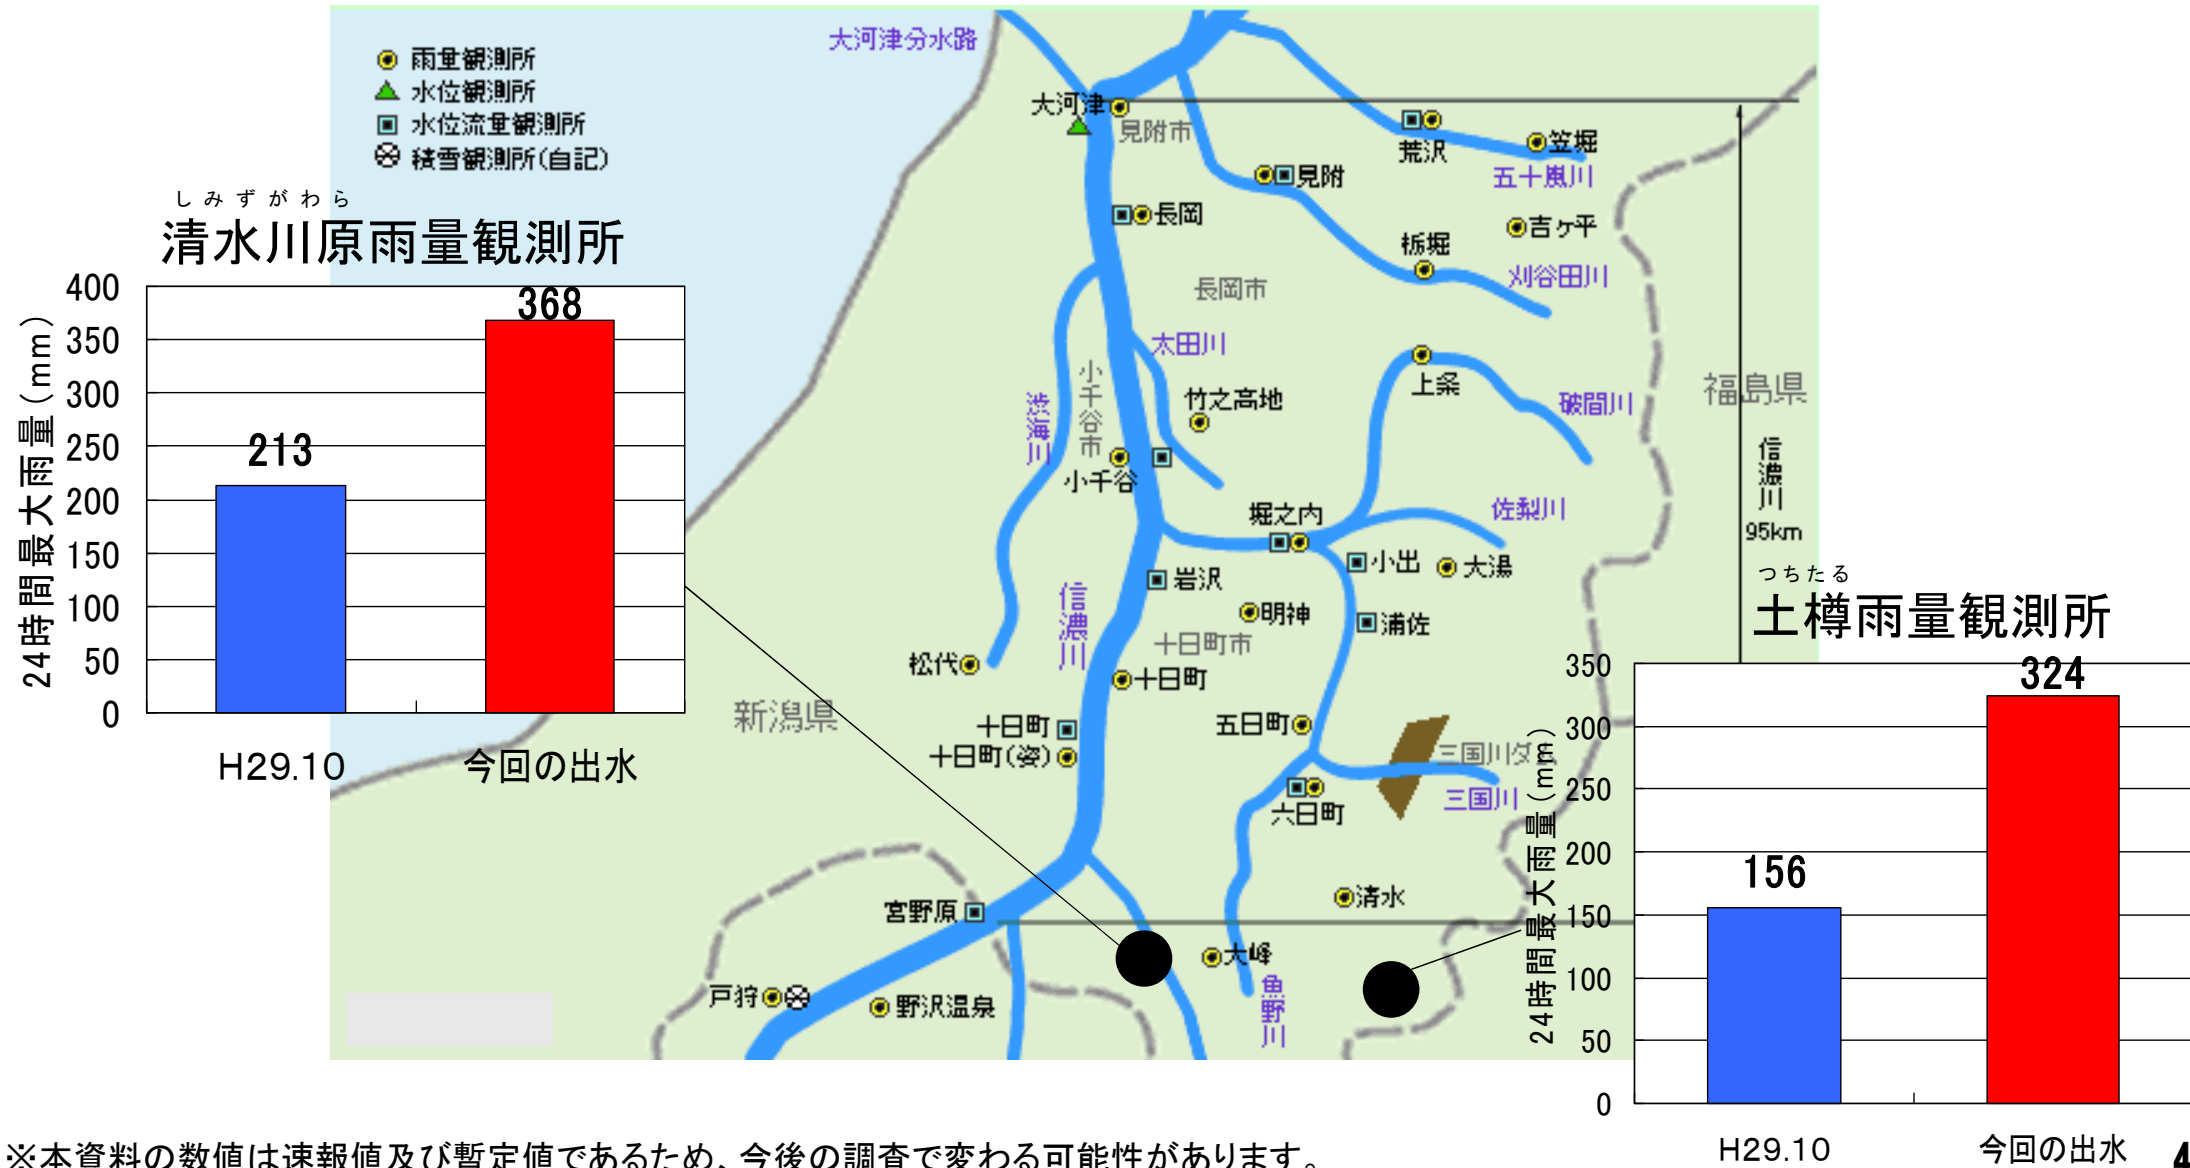 大河津分水路
雨量観測所
水位観測所
水位流量観測所
積雪観測所(自記)
大河津
見附市
荒沢
笠堀
五十嵐川
見附
長岡
吉ヶ平
栃堀
刈谷田川
長岡市
しみずがわら
清水川原雨量観測所
24時間最大雨量(mm)
400
350
300
250
200
150
100
50
0
213
368
H29.10
今回の出水
太田川
小千谷市
渋海川
竹之高地
上条
破間川
福島県
小千谷
信濃川
95km
堀之内
佐梨川
小出
大湯
岩沢
明神
浦佐
信濃川
十日町市
松代
十日町
新潟県
十日町
十日町(姿)
五日町
三国川ダ
三国川
六日町
清水
宮野原
大峰
魚野川
戸狩
野沢温泉
つちたる
土樽雨量観測所
24時間最大雨量(mm)
350
300
250
200
150
100
50
0
156
324
H29.10
今回の出水
※本資料の数値は速報値及び暫定値であるため、今後の調査で変わる可能性があります。
4